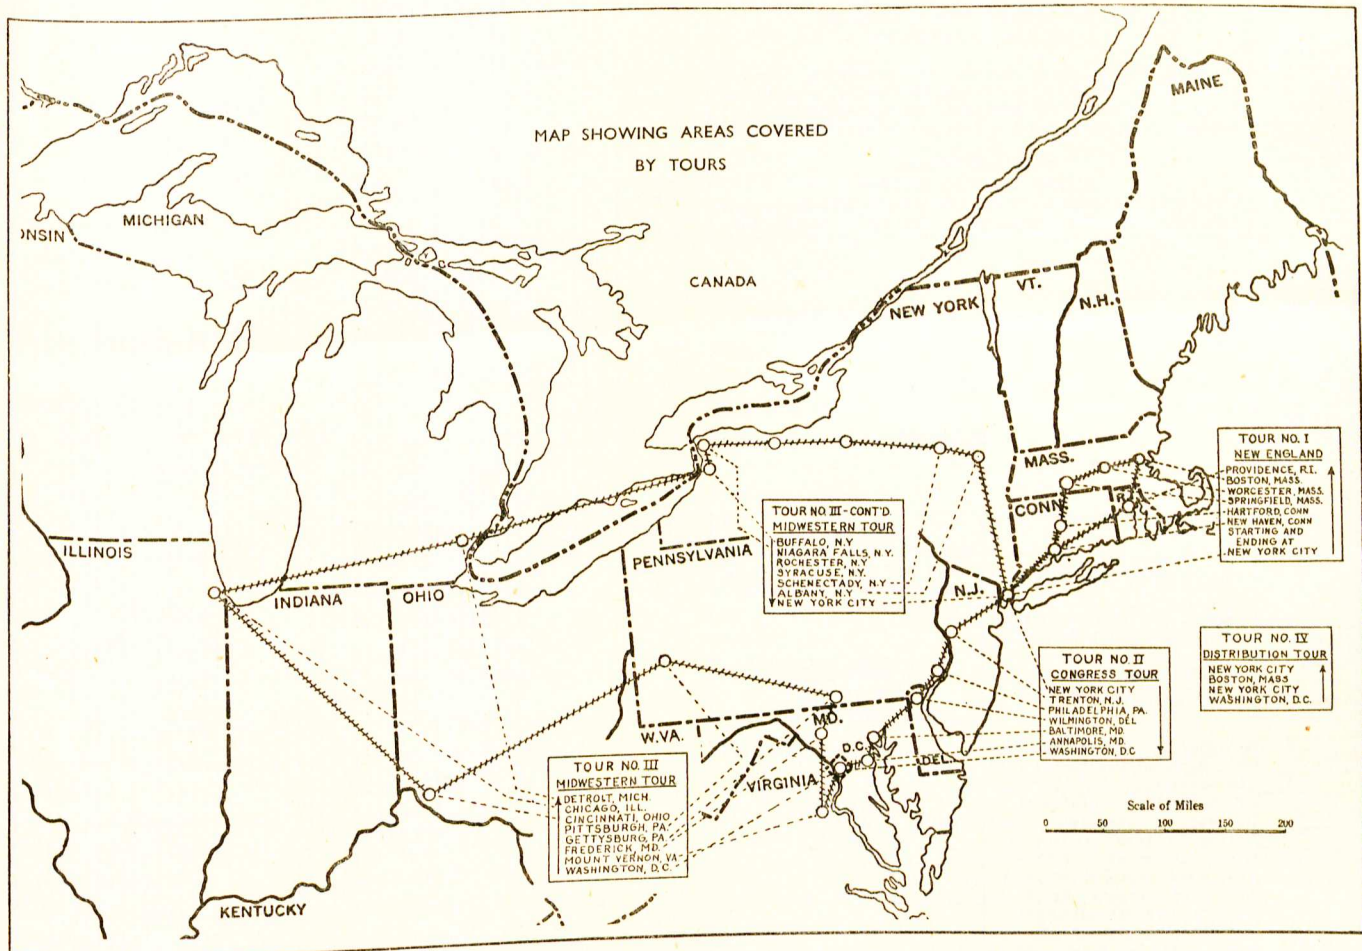 MAP SHOWING AREAS COVERED
BY TOURS
MAINE
MICHIGAN
ONSIN
CANADA
NEW YORK
VT.
N.H.
MASS.
CONN
R.I.
TOUR NO. I
NEW ENGLAND
PROVIDENCE, R.I.
BOSTON, MASS.
WORCESTER, MASS.
SPRINGFIELD, MASS.
HARTFORD, CONN
NEW HAVEN, CONN
STARTING AND
ENDING AT
NEW YORK CITY
TOUR NO. III-CONT'D.
MIDWESTERN TOUR
BUFFALO, N.Y
NIAGARA FALLS, N.Y.
ROCHESTER, N.Y
SYRACUSE, N.Y.
SCHENECTADY, N.Y
ALBANY, N.Y
NEW YORK CITY
ILLINOIS
INDIANA
OHIO
PENNSYLVANIA
N.J.
TOUR NO. II
CONGRESS TOUR
NEW YORK CITY
TRENTON, N.J.
PHILADELPHIA, PA.
WILMINGTON, DEL
BALTIMORE, MD.
ANNAPOLIS, MD.
WASHINGTON, D.C
TOUR NO. IV
DISTRIBUTION TOUR
NEW YORK CITY
BOSTON, MASS
NEW YORK CITY
WASHINGTON, D.C.
W.VA.
MD.
D.C.
DEL.
VIRGINIA
TOUR NO. III
MIDWESTERN TOUR
DETROIT, MICH.
CHICAGO, ILL.
CINCINNATI, OHIO
PITTSBURGH, PA.
GETTYSBURG, PA.
FREDERICK, MD.
MOUNT VERNON, VA
WASHINGTON, D.C.
Scale of Miles
0 50 100 150 200
KENTUCKY